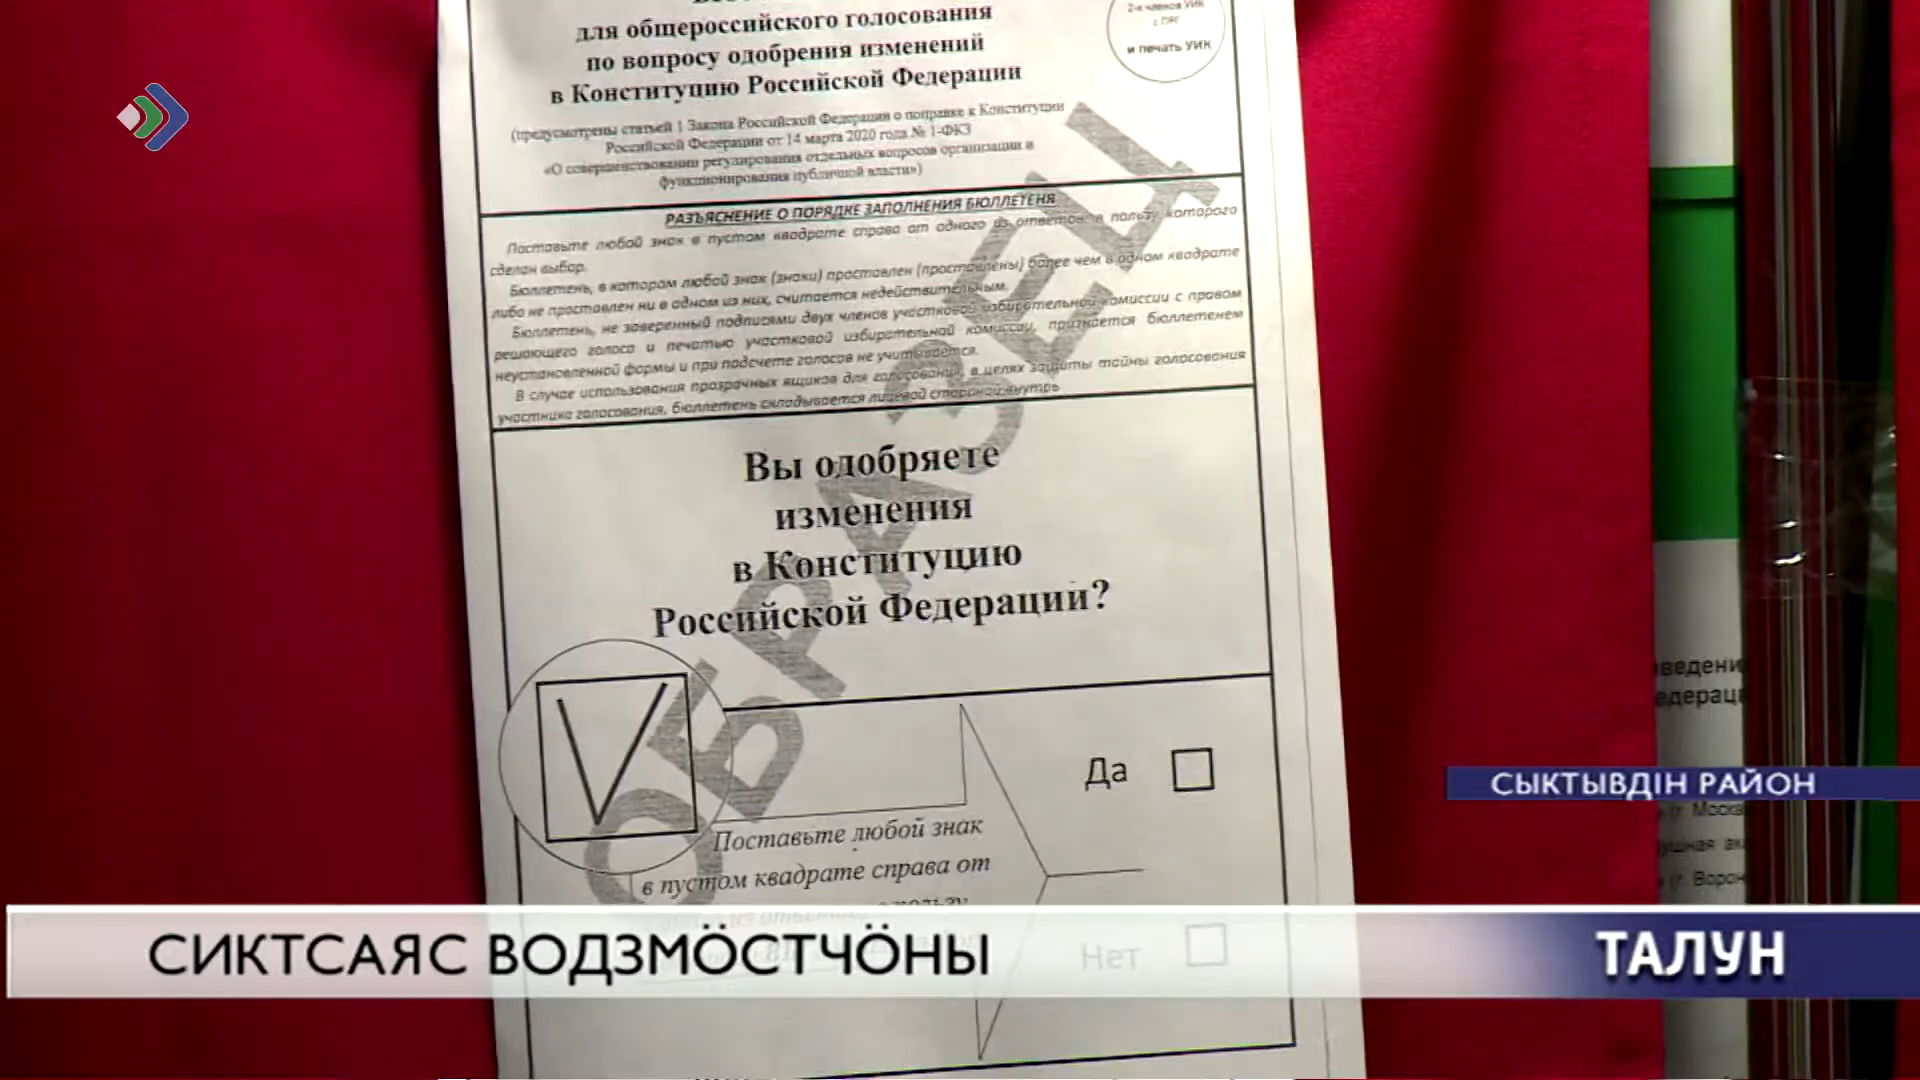 для общероссийского голосования
по вопросу одобрения изменений
в Конституцию Российской Федерации
(предусмотрены статьей 1 Закона Российской Федерации о поправке к Конституции
Российской Федерации от 14 марта 2020 года № 1-ФКЗ
«О совершенствовании регулирования отдельных вопросов организации и
функционирования публичной власти»)
2-х членов УИК
с ПРГ
и печать УИК
РАЗЪЯСНЕНИЕ О ПОРЯДКЕ ЗАПОЛНЕНИЯ БЮЛЛЕТЕНЯ
Поставьте любой знак в пустом квадрате справа от одного из ответов, в пользу которого
сделан выбор.
Бюллетень, в котором любой знак (знаки) проставлен (проставлены) более чем в одном квадрате
либо не проставлен ни в одном из них, считается недействительным.
Бюллетень, не заверенный подписями двух членов участковой избирательной комиссии с правом
решающего голоса и печатью участковой избирательной комиссии, признается бюллетенем
неустановленной формы и при подсчете голосов не учитывается.
В случае использования прозрачных ящиков для голосования, в целях защиты тайны голосования
участника голосования, бюллетень складывается лицевой стороной внутрь
ОБРАЗЕЦ
Вы одобряете
изменения
в Конституцию
Российской Федерации?
Да
Поставьте любой знак
в пустом квадрате справа от
Нет
СЫКТЫВДІН РАЙОН
СИКТСАЯС ВОДЗМӦСТЧӦНЫ
ТАЛУН